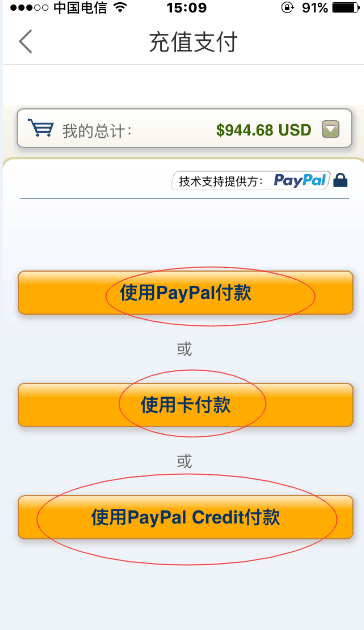 中国电信 15:09 91%
充值支付
我的总计: $944.68 USD
技术支持提供方: PayPal
使用PayPal付款
或
使用卡付款
或
使用PayPal Credit付款